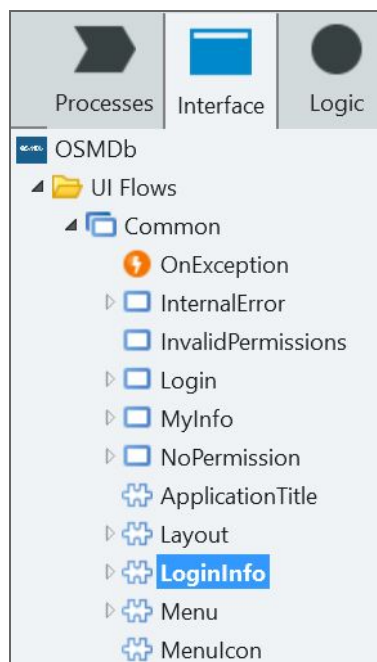 Processes
Interface
Logic
OSMDb
UI Flows
Common
OnException
InternalError
InvalidPermissions
Login
MyInfo
NoPermission
ApplicationTitle
Layout
LoginInfo
Menu
MenuIcon